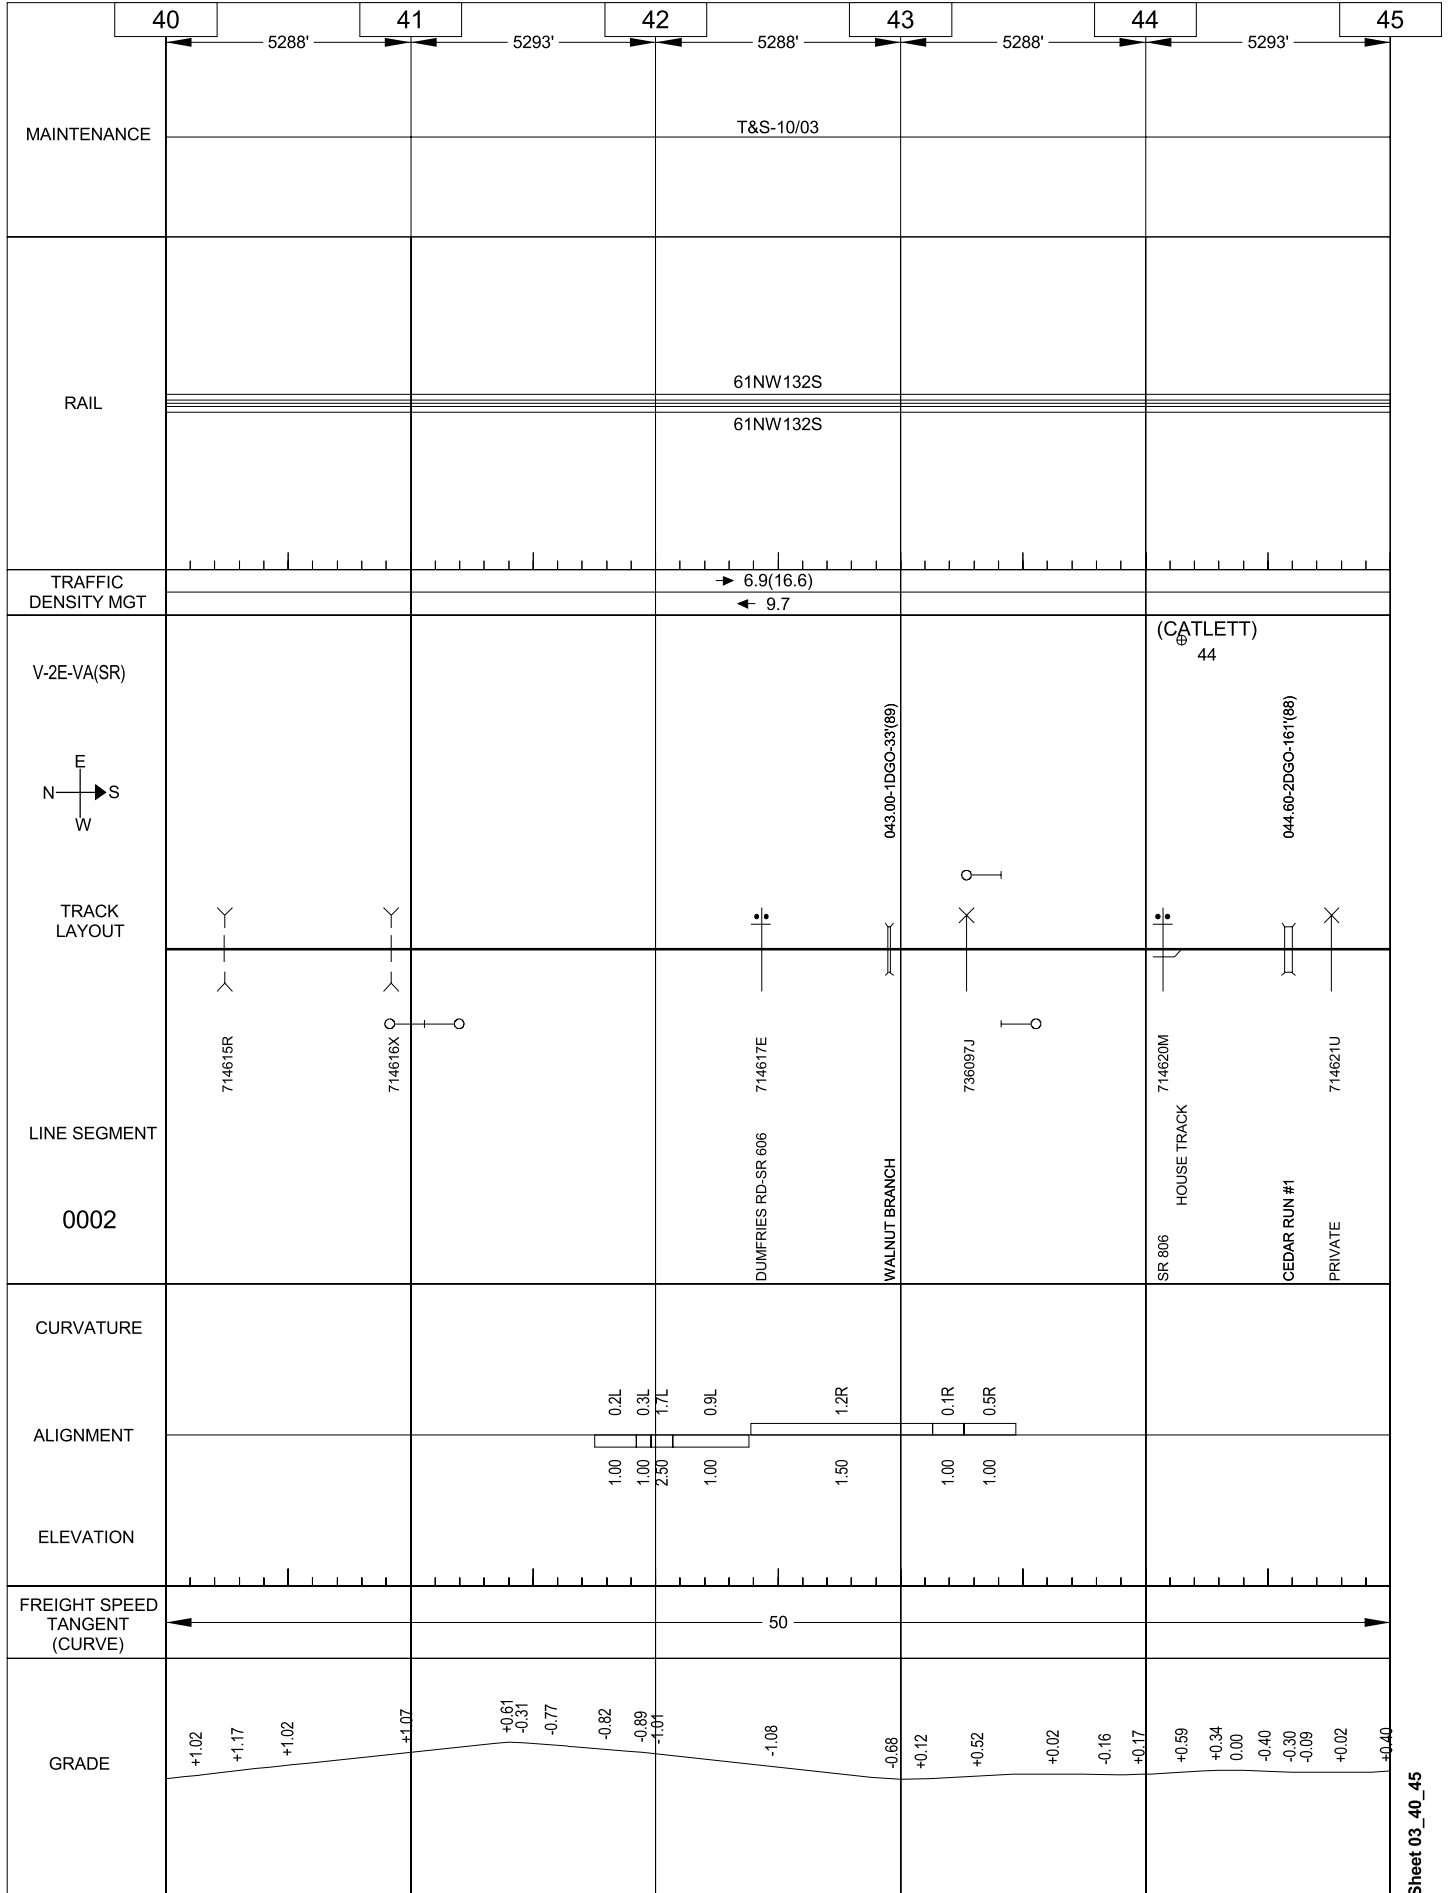 40 41 42 43 44 45
5288' 5293' 5288' 5288' 5293'
MAINTENANCE
T&S-10/03
RAIL
61NW132S
61NW132S
TRAFFIC
DENSITY MGT
6.9(16.6)
9.7
V-2E-VA(SR)
(CATLETT)
44
E
N S
W
043.00-1DGO-33'(89)
044.60-2DGO-161'(88)
TRACK
LAYOUT
714615R
714616X
714617E
736097J
714620M
714621U
LINE SEGMENT
0002
DUMFRIES RD-SR 606
WALNUT BRANCH
SR 806
HOUSE TRACK
CEDAR RUN #1
PRIVATE
CURVATURE
0.2L 0.3L 1.7L 0.9L 1.2R 0.1R 0.5R
ALIGNMENT
1.00 1.00 2.50 1.00 1.50 1.00 1.00
ELEVATION
FREIGHT SPEED
TANGENT
(CURVE)
50
GRADE
+1.02 +1.17 +1.02 +1.07 +0.61 -0.31 -0.77 -0.82 -0.89 -1.01 -1.08 -0.68 +0.12 +0.52 +0.02 -0.16 +0.17 +0.59 +0.34 0.00 -0.40 -0.30 -0.09 +0.02 +0.40
Sheet 03_40_45